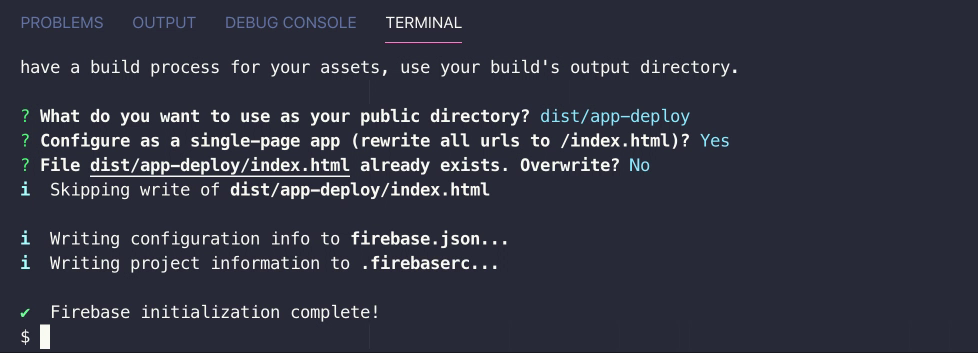 PROBLEMS OUTPUT DEBUG CONSOLE TERMINAL
have a build process for your assets, use your build's output directory.
? What do you want to use as your public directory? dist/app-deploy
? Configure as a single-page app (rewrite all urls to /index.html)? Yes
? File dist/app-deploy/index.html already exists. Overwrite? No
i Skipping write of dist/app-deploy/index.html
i Writing configuration info to firebase.json...
i Writing project information to .firebaserc...
✔ Firebase initialization complete!
$